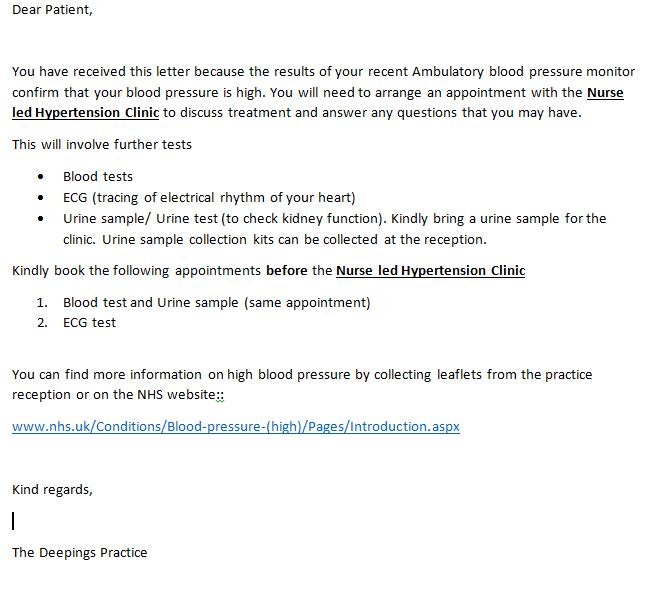 Dear Patient,
You have received this letter because the results of your recent Ambulatory blood pressure monitor
confirm that your blood pressure is high. You will need to arrange an appointment with the Nurse
led Hypertension Clinic to discuss treatment and answer any questions that you may have.
This will involve further tests
• Blood tests
• ECG (tracing of electrical rhythm of your heart)
• Urine sample/ Urine test (to check kidney function). Kindly bring a urine sample for the
clinic. Urine sample collection kits can be collected at the reception.
Kindly book the following appointments before the Nurse led Hypertension Clinic
1. Blood test and Urine sample (same appointment)
2. ECG test
You can find more information on high blood pressure by collecting leaflets from the practice
reception or on the NHS website::
www.nhs.uk/Conditions/Blood-pressure-(high)/Pages/Introduction.aspx
Kind regards,
The Deepings Practice